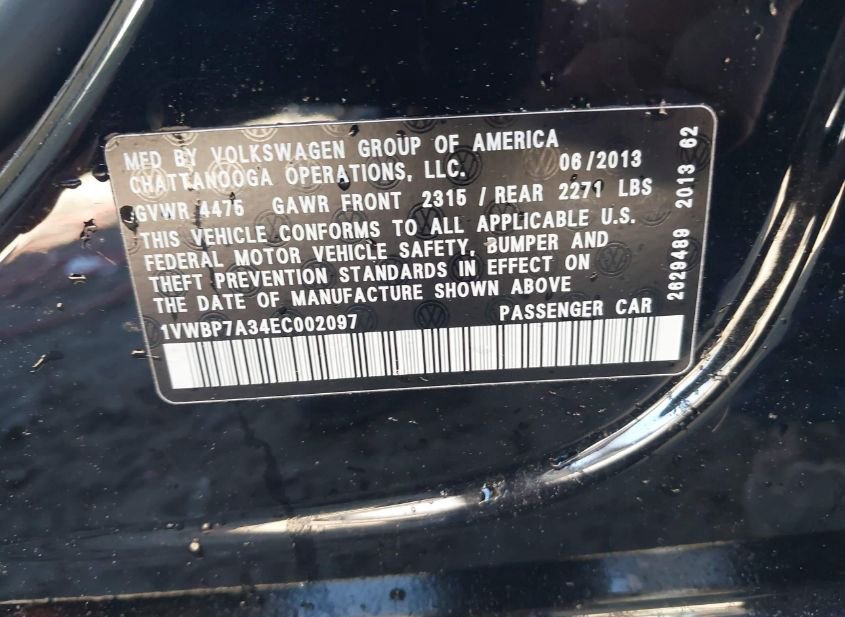 MFD BY VOLKSWAGEN GROUP OF AMERICA
CHATTANOOGA OPERATIONS, LLC. 06/2013
GVWR 4475 GAWR FRONT 2315 / REAR 2271 LBS
THIS VEHICLE CONFORMS TO ALL APPLICABLE U.S.
FEDERAL MOTOR VEHICLE SAFETY, BUMPER AND
THEFT PREVENTION STANDARDS IN EFFECT ON
THE DATE OF MANUFACTURE SHOWN ABOVE
1VWBP7A34EC002097 PASSENGER CAR
2629489 2013 62